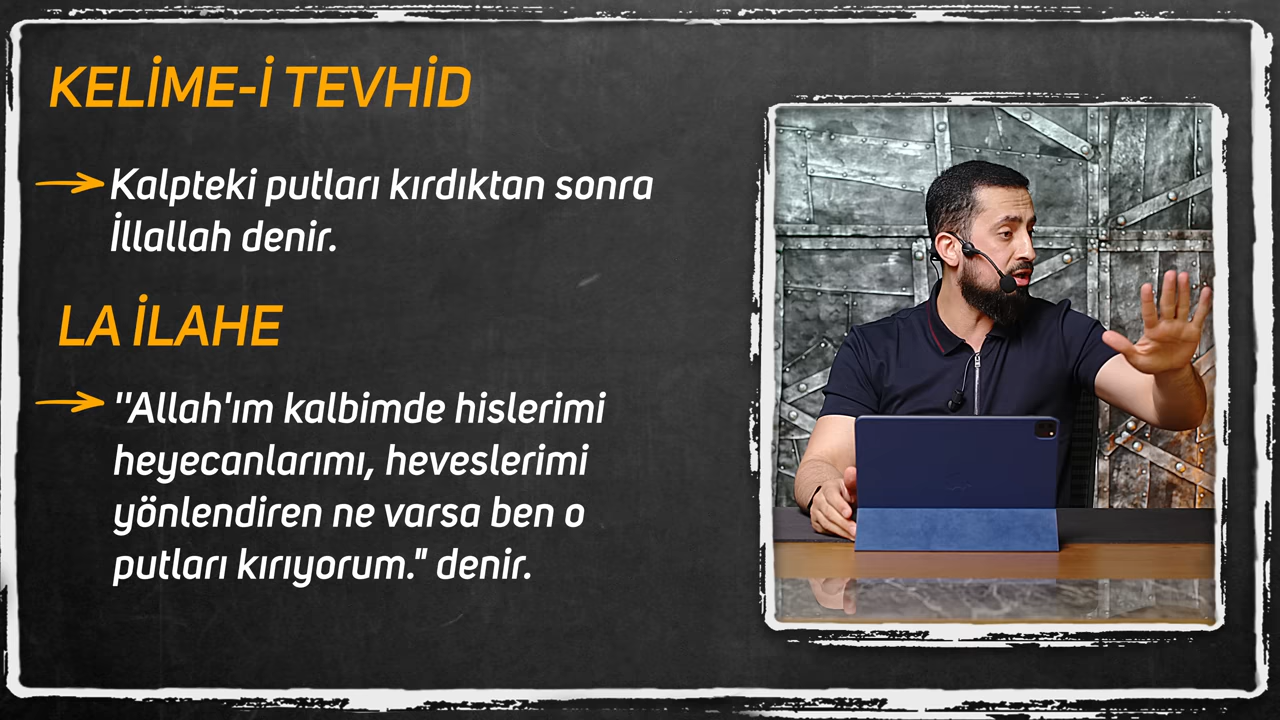 KELİME-İ TEVHİD
Kalpteki putları kırdıktan sonra
İllallah denir.
LA İLAHE
"Allah'ım kalbimde hislerimi
heyecanlarımı, heveslerimi
yönlendiren ne varsa ben o
putları kırıyorum." denir.